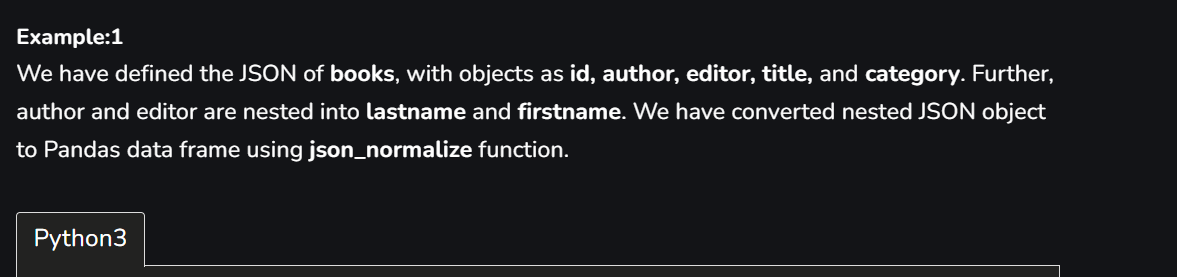 Example:1
We have defined the JSON of books, with objects as id, author, editor, title, and category. Further,
author and editor are nested into lastname and firstname. We have converted nested JSON object
to Pandas data frame using json_normalize function.
Python3